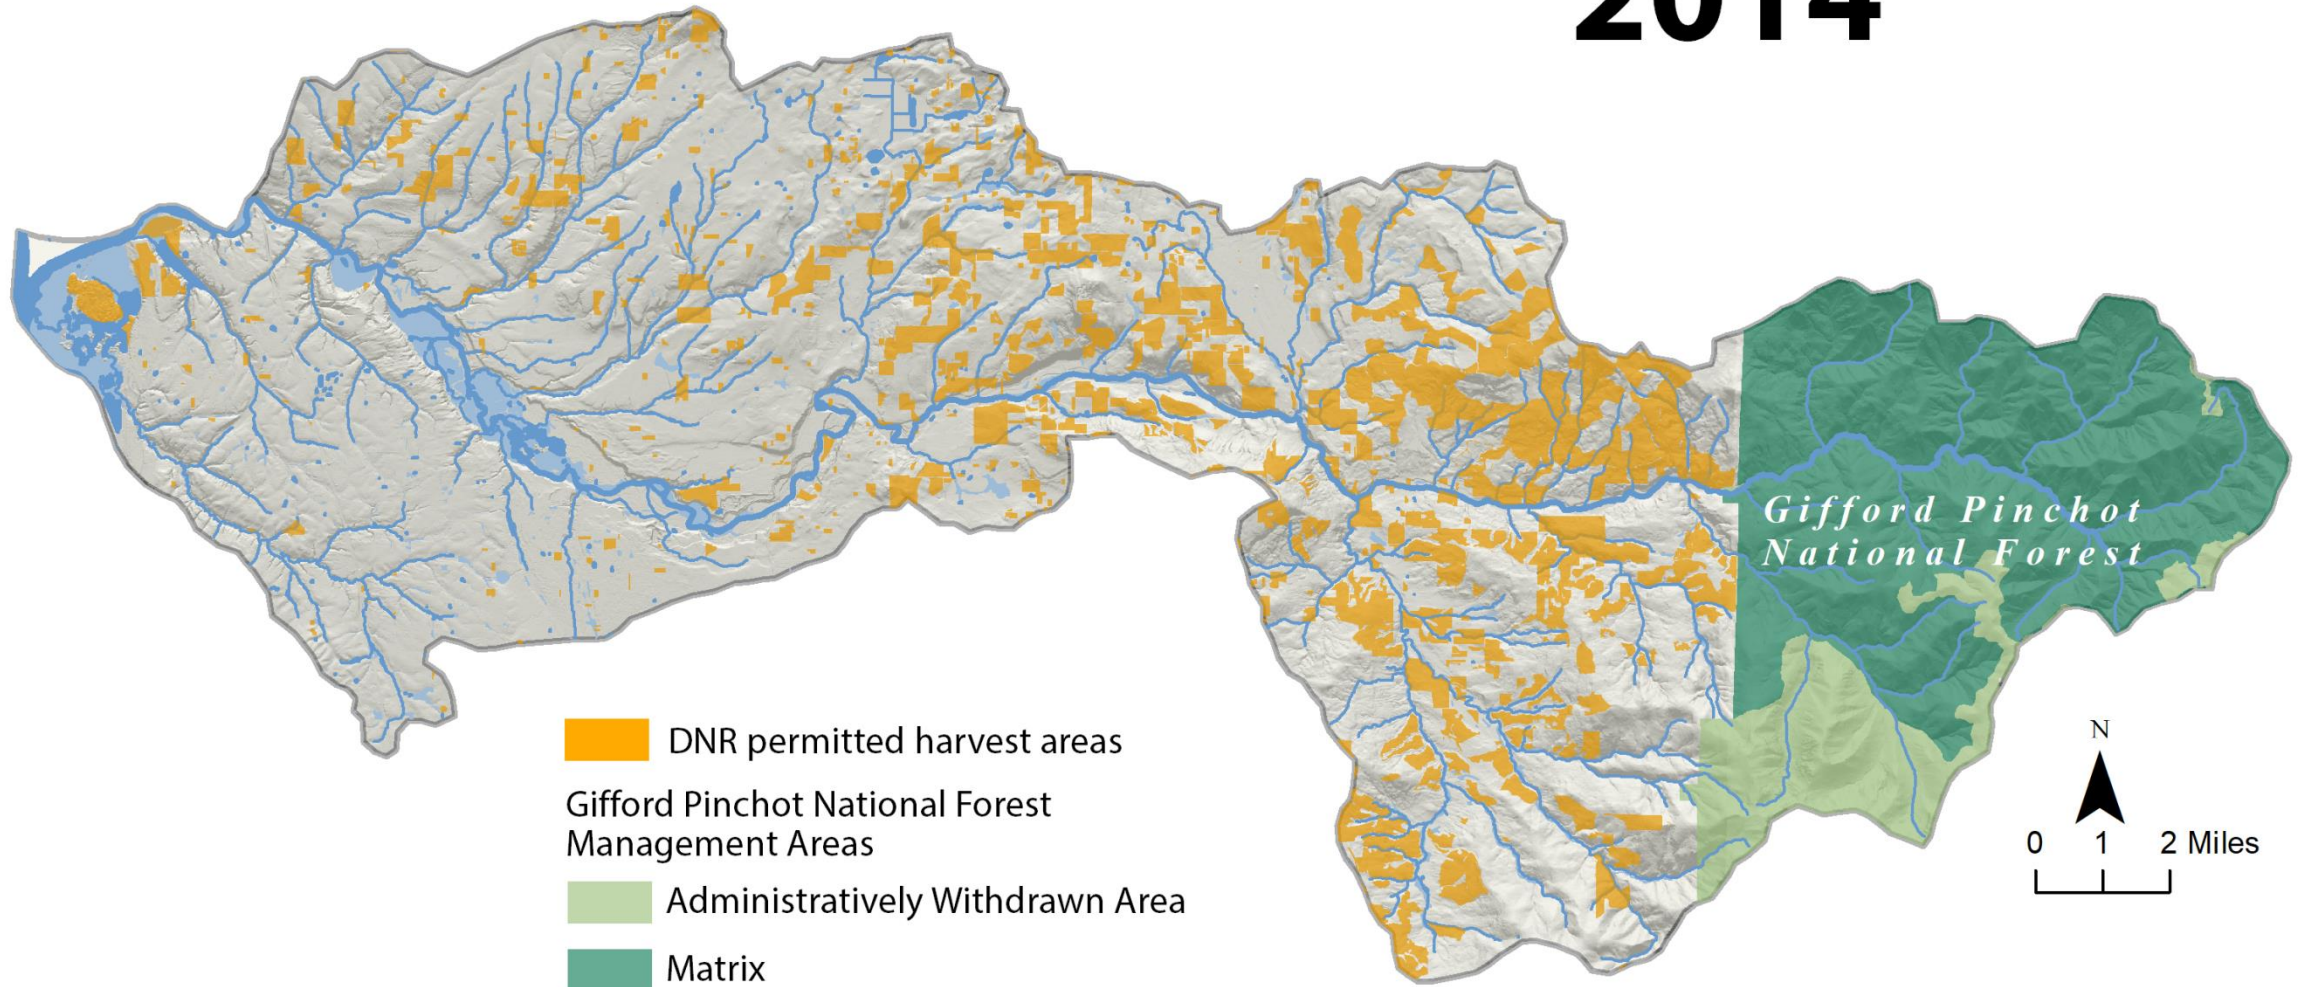 2014
Gifford Pinchot
National Forest
DNR permitted harvest areas
Gifford Pinchot National Forest
Management Areas
Administratively Withdrawn Area
Matrix
N
0 1 2 Miles